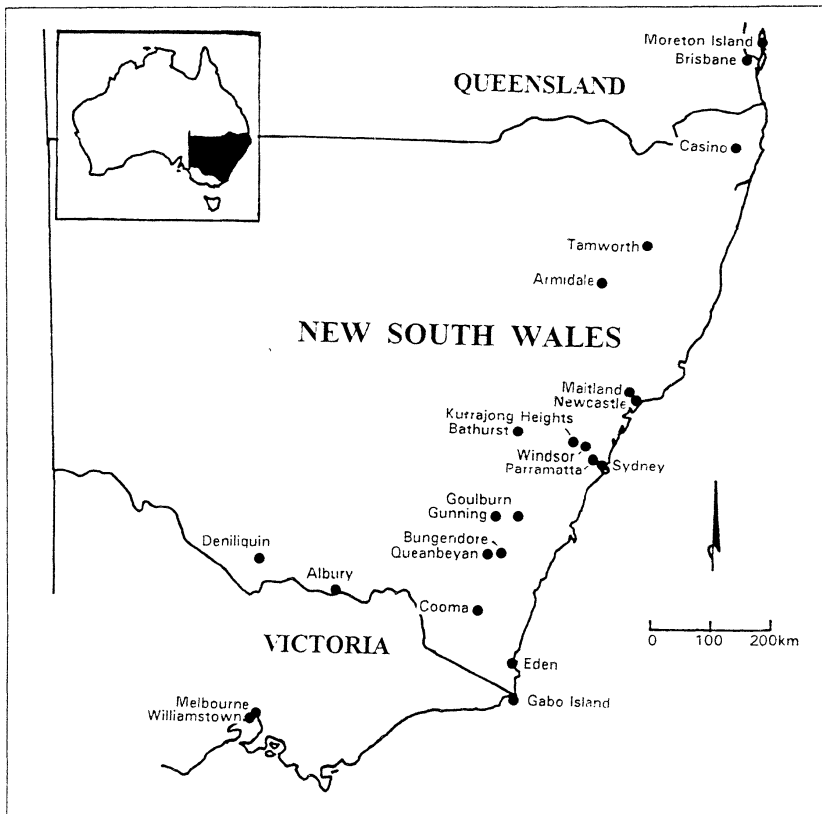 Moreton Island
Brisbane
QUEENSLAND
Casino
Tamworth
Armidale
NEW SOUTH WALES
Maitland
Newcastle
Kurrajong Heights
Bathurst
Windsor
Parramatta
Sydney
Goulburn
Gunning
Bungendore
Queanbeyan
Deniliquin
Albury
Cooma
VICTORIA
0 100 200km
Eden
Gabo Island
Melbourne
Williamstown